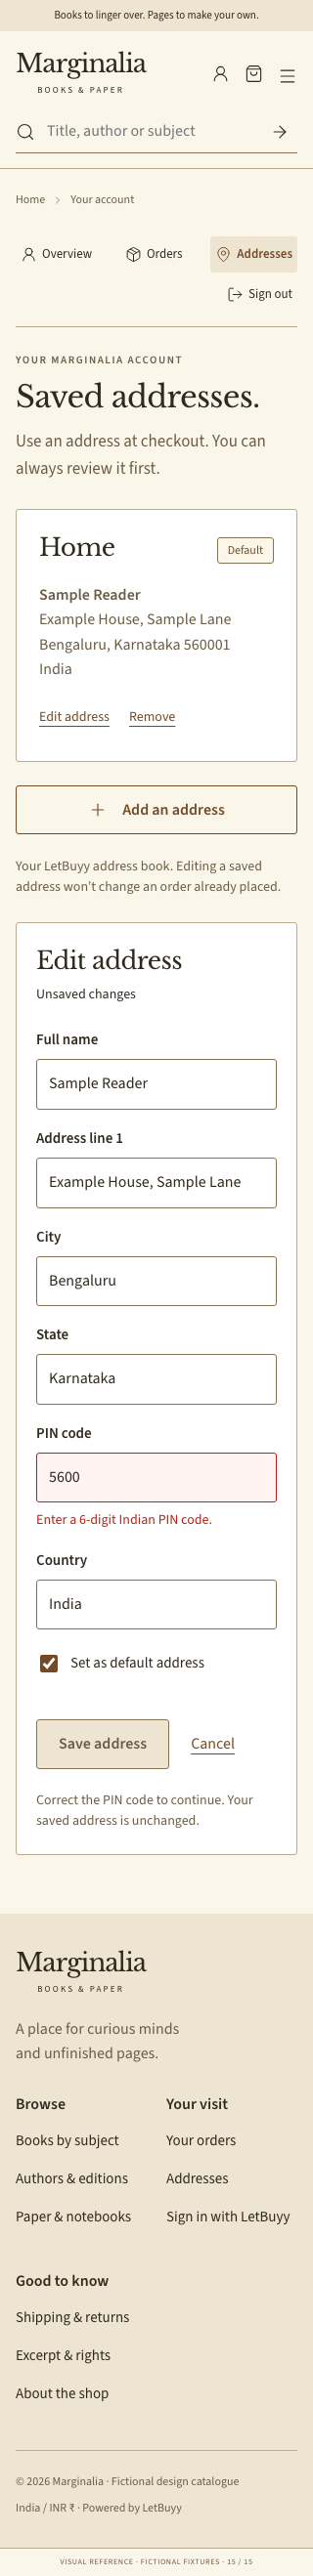 Books to linger over. Pages to make your own.
Marginalia
BOOKS & PAPER
Title, author or subject
Home > Your account
Overview
Orders
Addresses
Sign out
YOUR MARGINALIA ACCOUNT
Saved addresses.
Use an address at checkout. You can
always review it first.
Home
Default
Sample Reader
Example House, Sample Lane
Bengaluru, Karnataka 560001
India
Edit address
Remove
Add an address
Your LetBuyy address book. Editing a saved
address won't change an order already placed.
Edit address
Unsaved changes
Full name
Sample Reader
Address line 1
Example House, Sample Lane
City
Bengaluru
State
Karnataka
PIN code
5600
Enter a 6-digit Indian PIN code.
Country
India
Set as default address
Save address
Cancel
Correct the PIN code to continue. Your
saved address is unchanged.
Marginalia
BOOKS & PAPER
A place for curious minds
and unfinished pages.
Browse
Books by subject
Authors & editions
Paper & notebooks
Your visit
Your orders
Addresses
Sign in with LetBuyy
Good to know
Shipping & returns
Excerpt & rights
About the shop
© 2026 Marginalia · Fictional design catalogue
India / INR ₹ · Powered by LetBuyy
VISUAL REFERENCE · FICTIONAL FIXTURES · 15 / 15